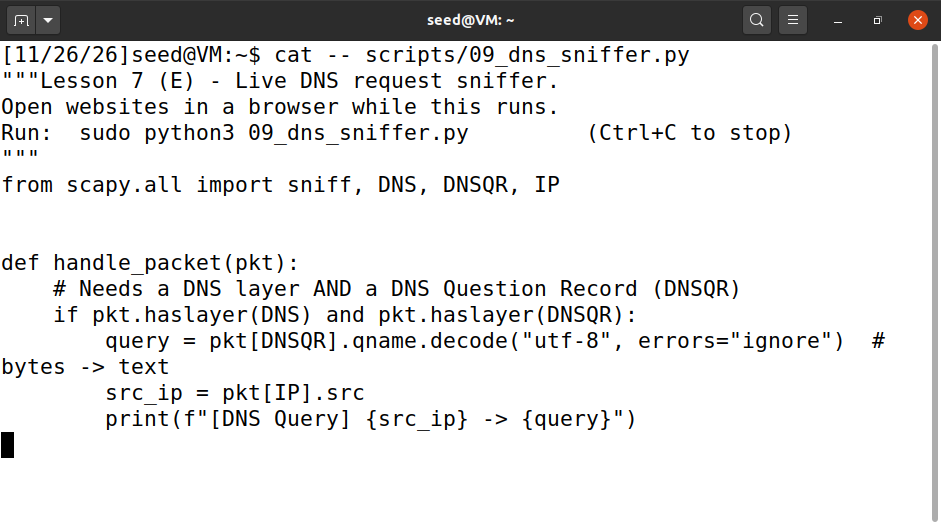 seed@VM: ~
[11/26/26]seed@VM:~$ cat -- scripts/09_dns_sniffer.py
"""Lesson 7 (E) - Live DNS request sniffer.
Open websites in a browser while this runs.
Run:  sudo python3 09_dns_sniffer.py         (Ctrl+C to stop)
"""
from scapy.all import sniff, DNS, DNSQR, IP


def handle_packet(pkt):
    # Needs a DNS layer AND a DNS Question Record (DNSQR)
    if pkt.haslayer(DNS) and pkt.haslayer(DNSQR):
        query = pkt[DNSQR].qname.decode("utf-8", errors="ignore")  #
bytes -> text
        src_ip = pkt[IP].src
        print(f"[DNS Query] {src_ip} -> {query}")